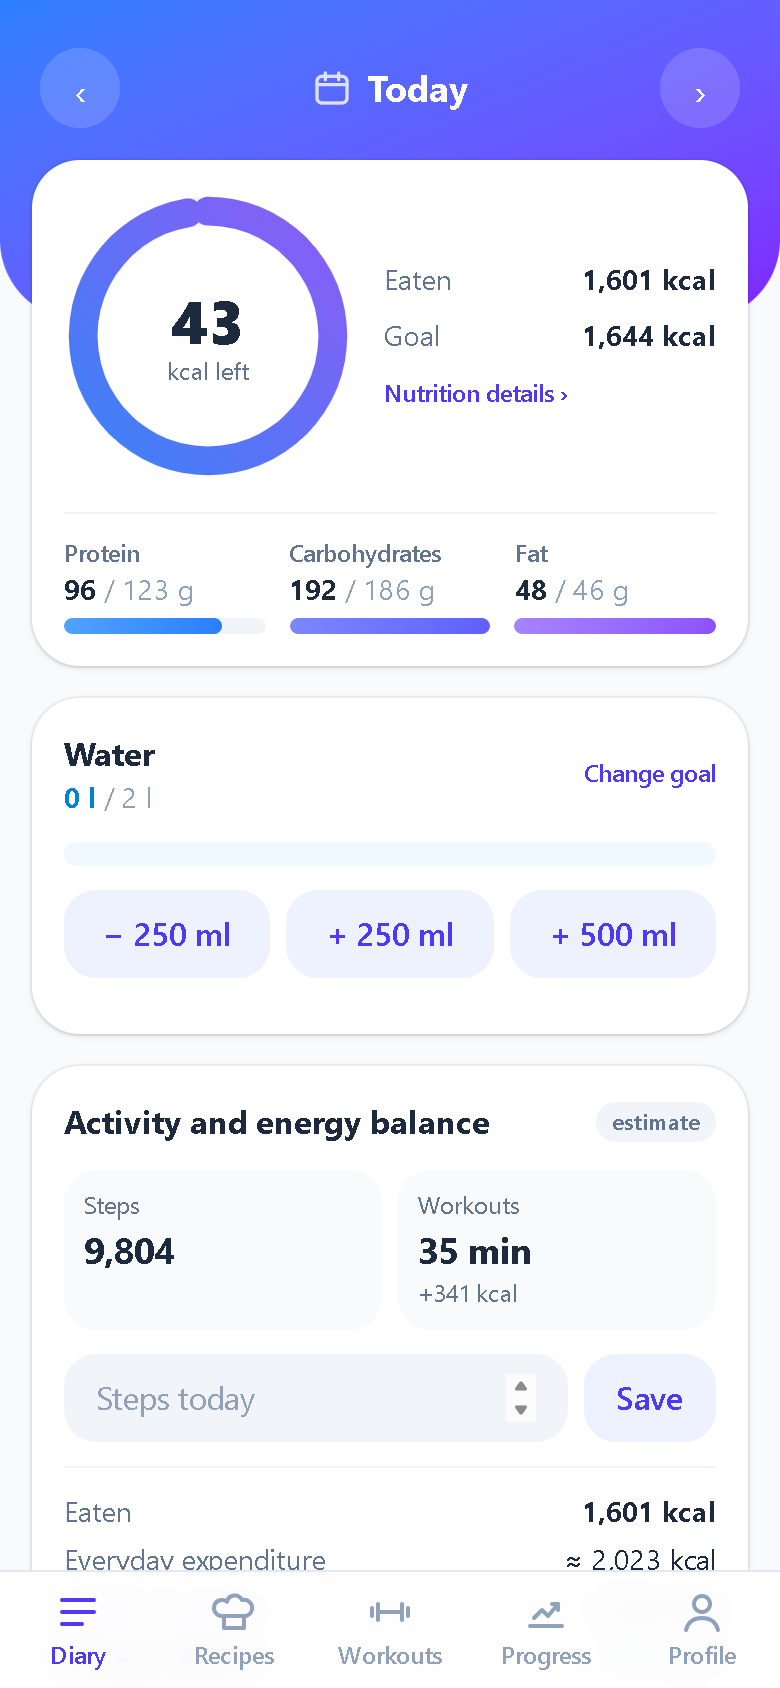 ‹
Today
›
43
kcal left
Eaten 1,601 kcal
Goal 1,644 kcal
Nutrition details ›
Protein Carbohydrates Fat
96 / 123 g 192 / 186 g 48 / 46 g
Water
0 l / 2 l
Change goal
− 250 ml + 250 ml + 500 ml
Activity and energy balance estimate
Steps Workouts
9,804 35 min
+341 kcal
Steps today Save
Eaten 1,601 kcal
Everyday expenditure ≈ 2,023 kcal
Diary Recipes Workouts Progress Profile